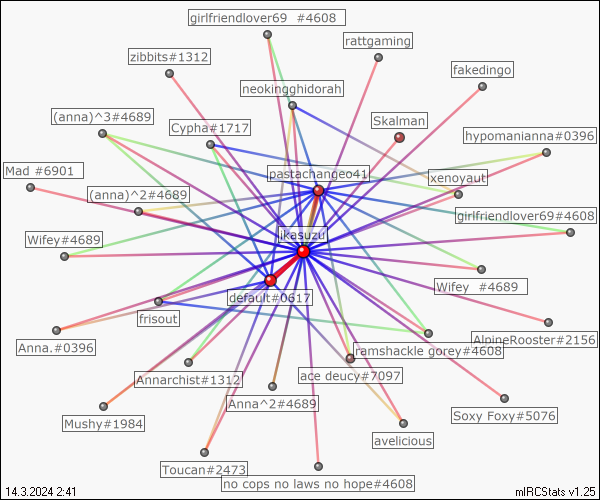 girlfriendlover69 #4608
rattgaming
zibbits#1312
fakedingo
neokingghidorah
(anna)^3#4689
Cypha#1717
Skalman
hypomanianna#0396
Mad #6901
pastachangeo41
xenoyaut
(anna)^2#4689
girlfriendlover69#4608
Wifey#4689
ikasuzu
Wifey #4689
default#0617
frisout
Anna.#0396
AlpineRooster#2156
ramshackle gorey#4608
Annarchist#1312
ace deucy#7097
Anna^2#4689
Mushy#1984
Soxy Foxy#5076
avelicious
Toucan#2473
no cops no laws no hope#4608
14.3.2024 2:41
mIRCStats v1.25